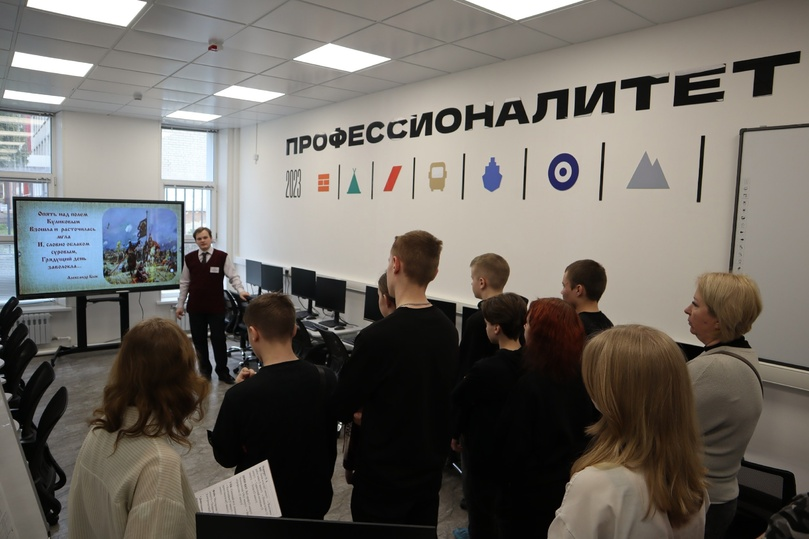 ПРОФЕССИОНАЛИТЕТ
2023
Опять над полем
Куликовым
Взошла и расточилась
мгла
И, словно облаком
суровым,
Грядущий день
заволокла…
Александр Блок